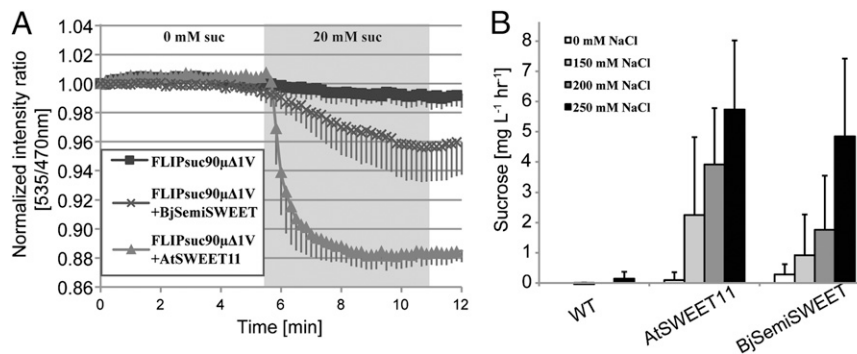 A
Normalized intensity ratio
[535/470nm]
1.04
1.02
1.00
0.98
0.96
0.94
0.92
0.90
0.88
0.86
0 mM suc
20 mM suc
FLIPsuc90μΔ1V
FLIPsuc90μΔ1V
+BjSemiSWEET
FLIPsuc90μΔ1V
+AtSWEET11
0 2 4 6 8 10 12
Time [min]
B
Sucrose [mg L⁻¹ hr⁻¹]
8
7
6
5
4
3
2
1
0
0 mM NaCl
150 mM NaCl
200 mM NaCl
250 mM NaCl
WT
AtSWEET11
BjSemiSWEET